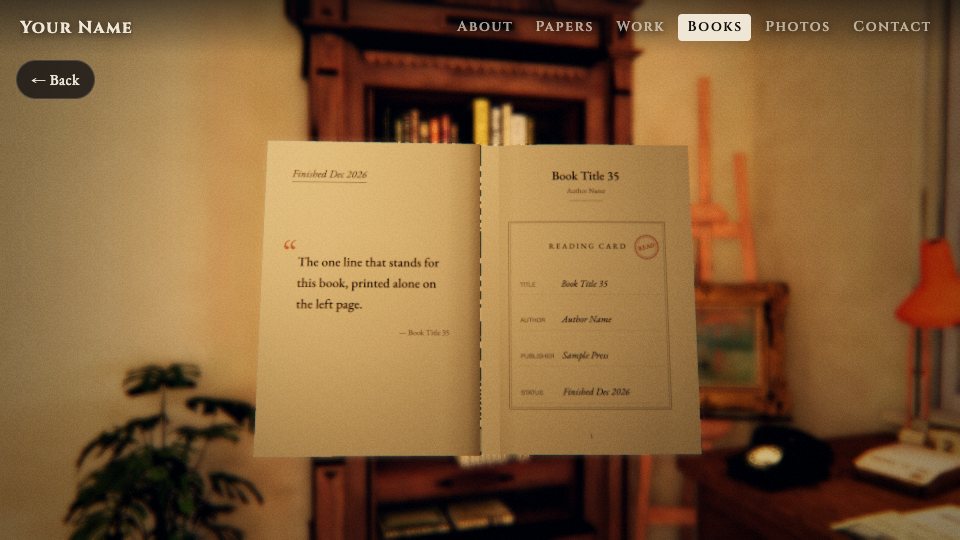 Your Name
About Papers Work Books Photos Contact
← Back
Finished Dec 2026
“
The one line that stands for
this book, printed alone on
the left page.
— Book Title 35
Book Title 35
Author Name
READING CARD
READ
TITLE Book Title 35
AUTHOR Author Name
PUBLISHER Sample Press
STATUS Finished Dec 2026